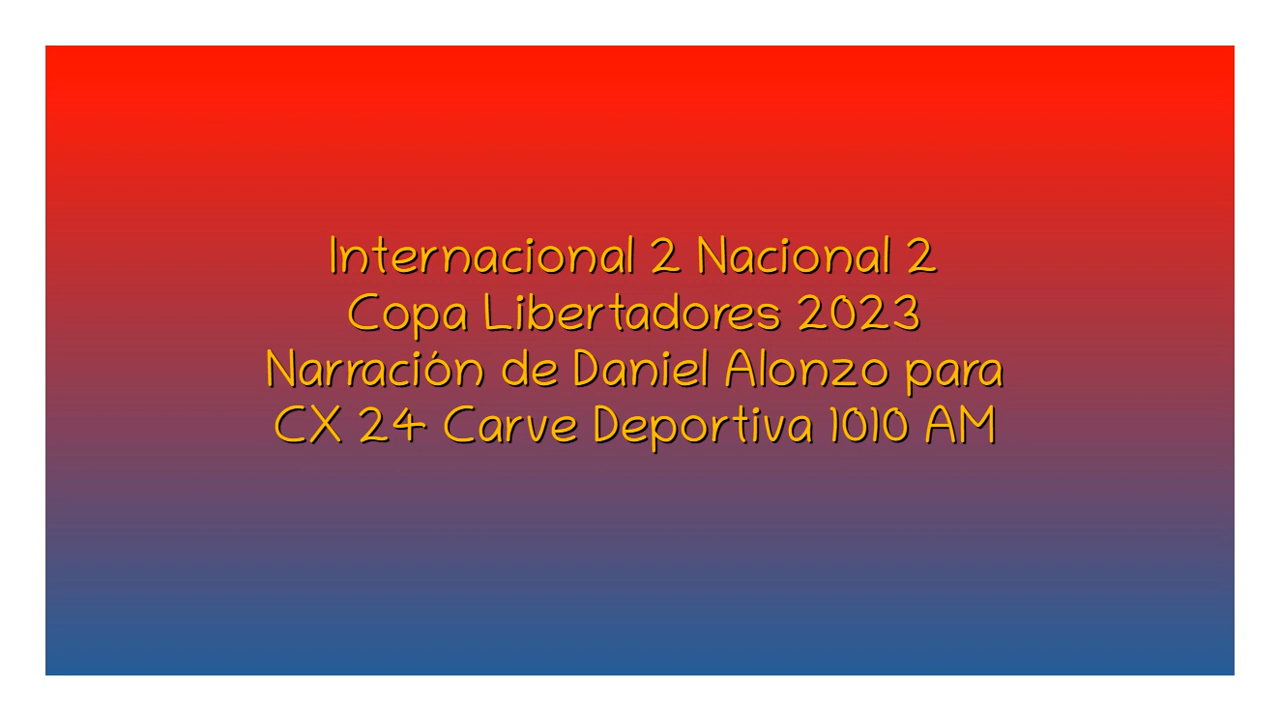 Internacional 2 Nacional 2
Copa Libertadores 2023
Narración de Daniel Alonzo para
CX 24 Carve Deportiva 1010 AM